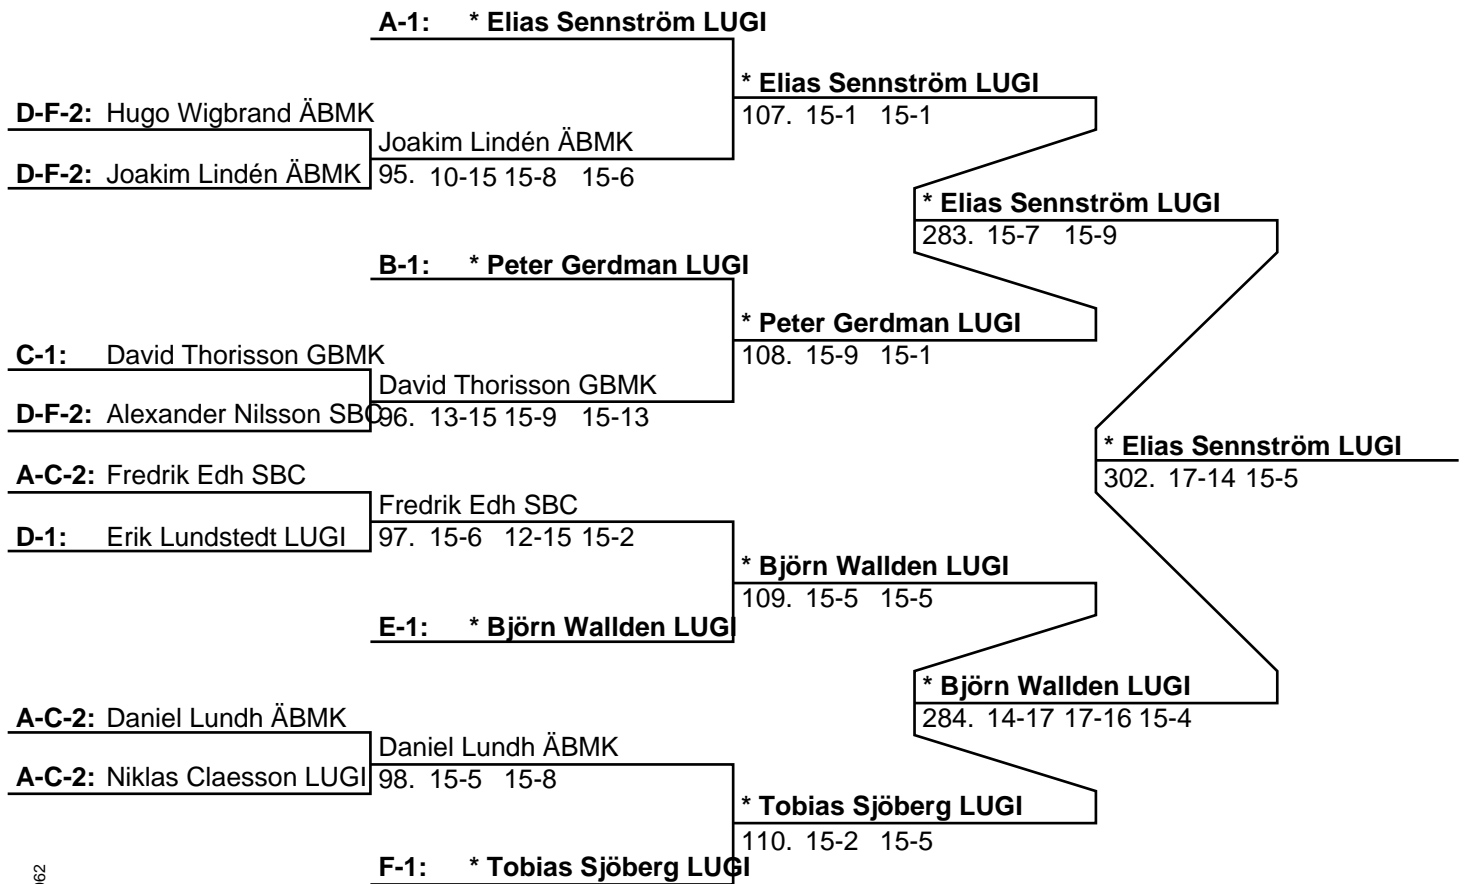 A-1: * Elias Sennström LUGI
* Elias Sennström LUGI
D-F-2: Hugo Wigbrand ÄBMK
107. 15-1 15-1
Joakim Lindén ÄBMK
D-F-2: Joakim Lindén ÄBMK
95. 10-15 15-8 15-6
* Elias Sennström LUGI
283. 15-7 15-9
B-1: * Peter Gerdman LUGI
* Peter Gerdman LUGI
C-1: David Thorisson GBMK
108. 15-9 15-1
David Thorisson GBMK
D-F-2: Alexander Nilsson SBC
96. 13-15 15-9 15-13
* Elias Sennström LUGI
302. 17-14 15-5
A-C-2: Fredrik Edh SBC
Fredrik Edh SBC
D-1: Erik Lundstedt LUGI
97. 15-6 12-15 15-2
* Björn Wallden LUGI
109. 15-5 15-5
E-1: * Björn Wallden LUGI
* Björn Wallden LUGI
284. 14-17 17-16 15-4
A-C-2: Daniel Lundh ÄBMK
Daniel Lundh ÄBMK
A-C-2: Niklas Claesson LUGI
98. 15-5 15-8
* Tobias Sjöberg LUGI
110. 15-2 15-5
F-1: * Tobias Sjöberg LUGI